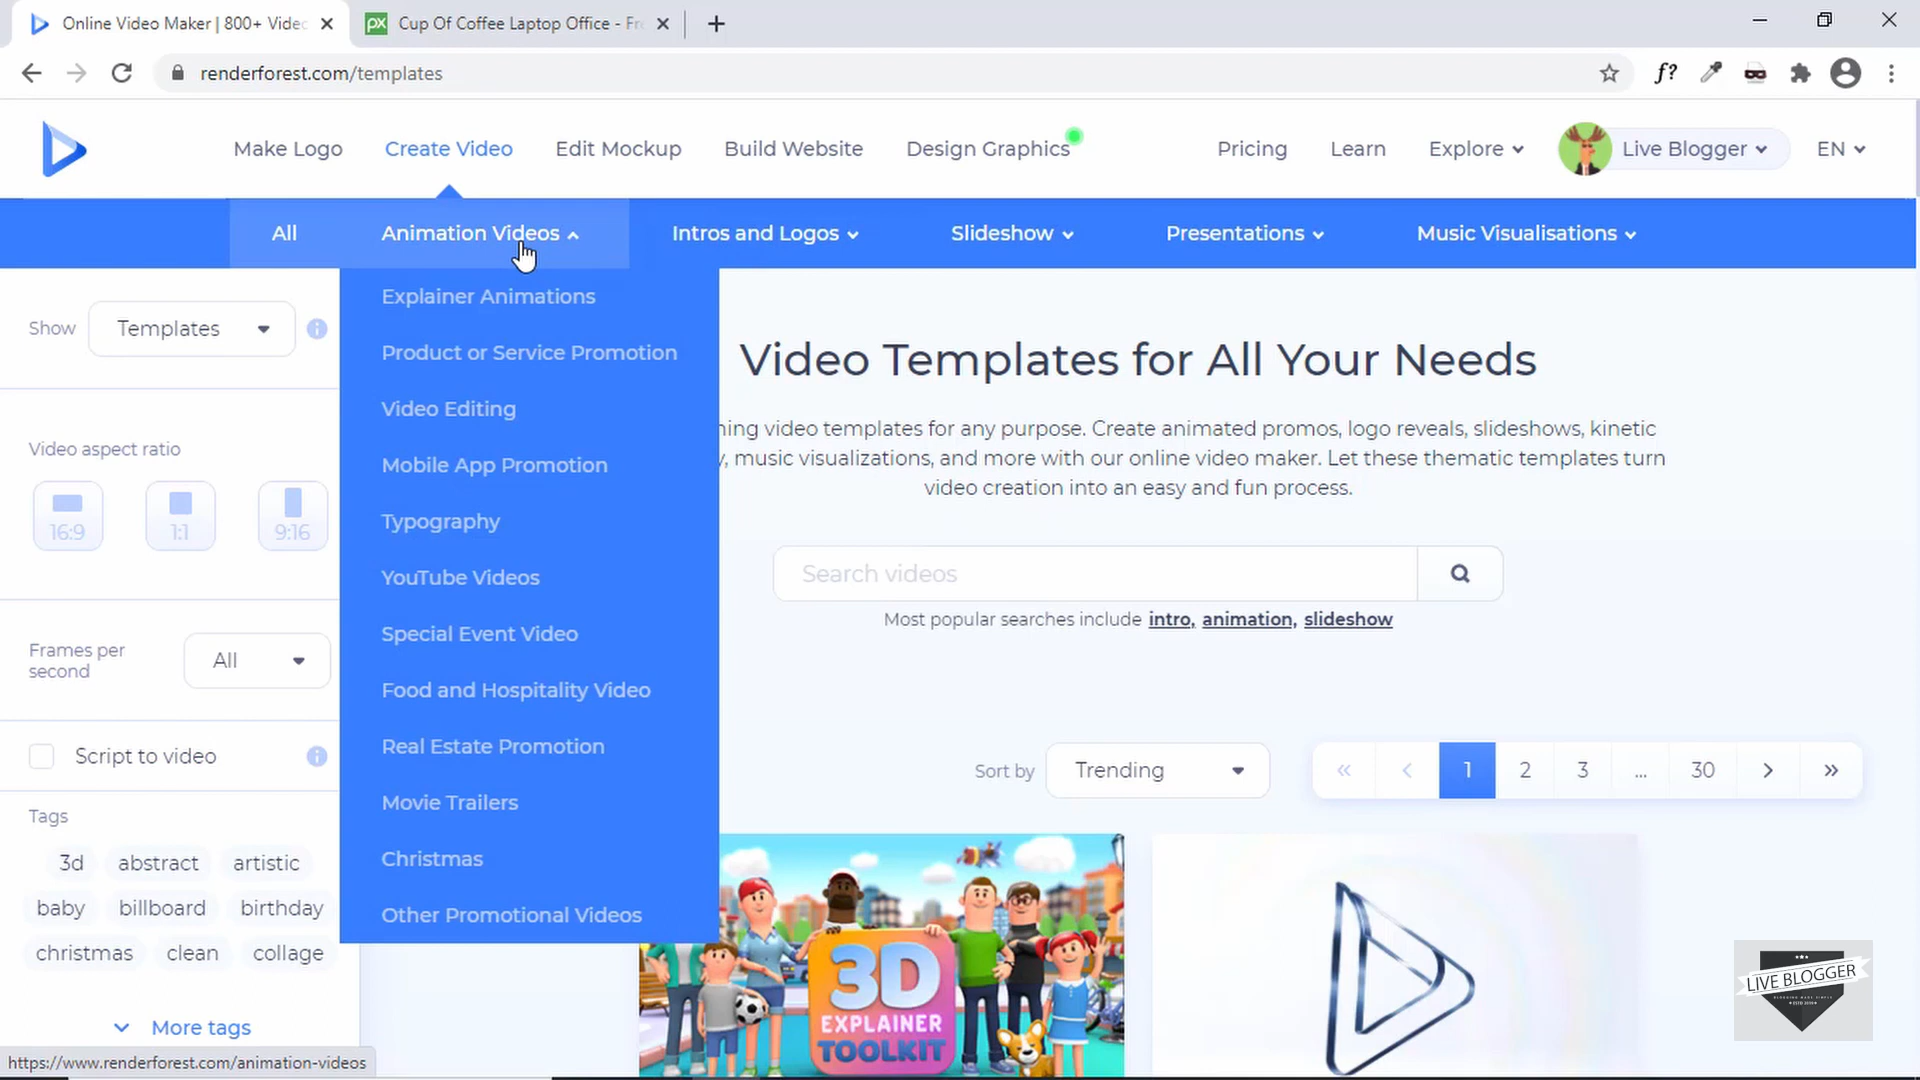 Online Video Maker | 800+ Videc
Cup Of Coffee Laptop Office - Fre
renderforest.com/templates
f?
Make Logo
Create Video
Edit Mockup
Build Website
Design Graphics
Pricing
Learn
Explore
Live Blogger
EN
All
Animation Videos
Intros and Logos
Slideshow
Presentations
Music Visualisations
Explainer Animations
Product or Service Promotion
Video Editing
Mobile App Promotion
Typography
YouTube Videos
Special Event Video
Food and Hospitality Video
Real Estate Promotion
Movie Trailers
Christmas
Other Promotional Videos
Show
Templates
Video aspect ratio
16:9
1:1
9:16
Frames per
second
All
Script to video
Tags
3d abstract artistic
baby billboard birthday
christmas clean collage
More tags
https://www.renderforest.com/animation-videos
Video Templates for All Your Needs
ning video templates for any purpose. Create animated promos, logo reveals, slideshows, kinetic
y, music visualizations, and more with our online video maker. Let these thematic templates turn
video creation into an easy and fun process.
Search videos
Most popular searches include intro, animation, slideshow
Sort by
Trending
« < 1 2 3 ... 30 > »
3D
EXPLAINER
TOOLKIT
LIVE BLOGGER